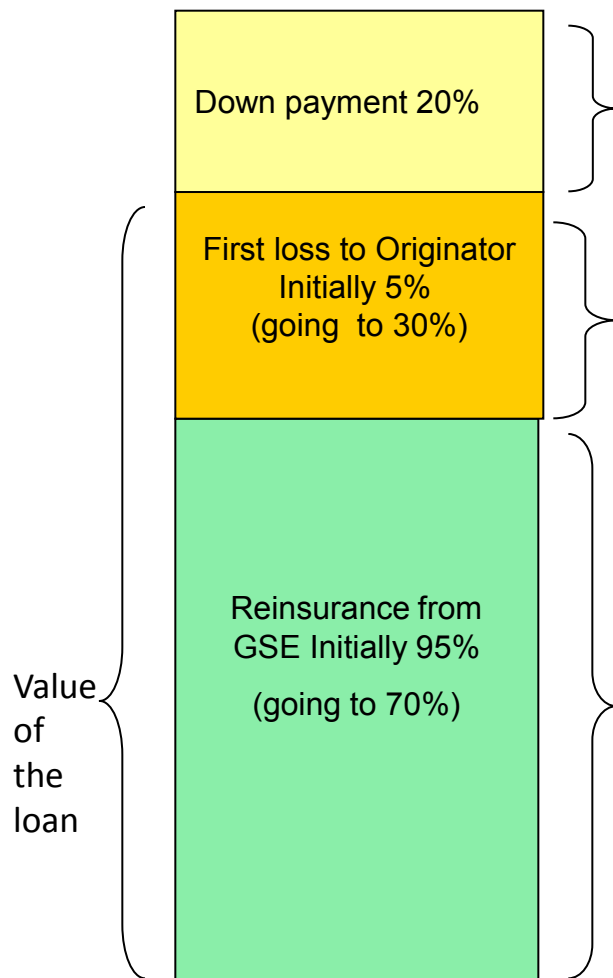 Down payment 20%
First loss to Originator
Initially 5%
(going to 30%)
Reinsurance from
GSE Initially 95%
(going to 70%)
Value
of
the
loan